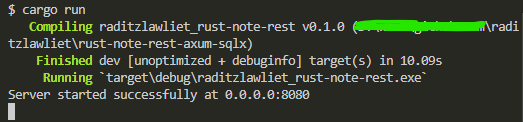 $ cargo run
Compiling raditzlawliet_rust-note-rest v0.1.0 ( \radi
tzlawliet\rust-note-rest-axum-sqlx)
Finished dev [unoptimized + debuginfo] target(s) in 10.09s
Running `target\debug\raditzlawliet_rust-note-rest.exe`
Server started successfully at 0.0.0.0:8080